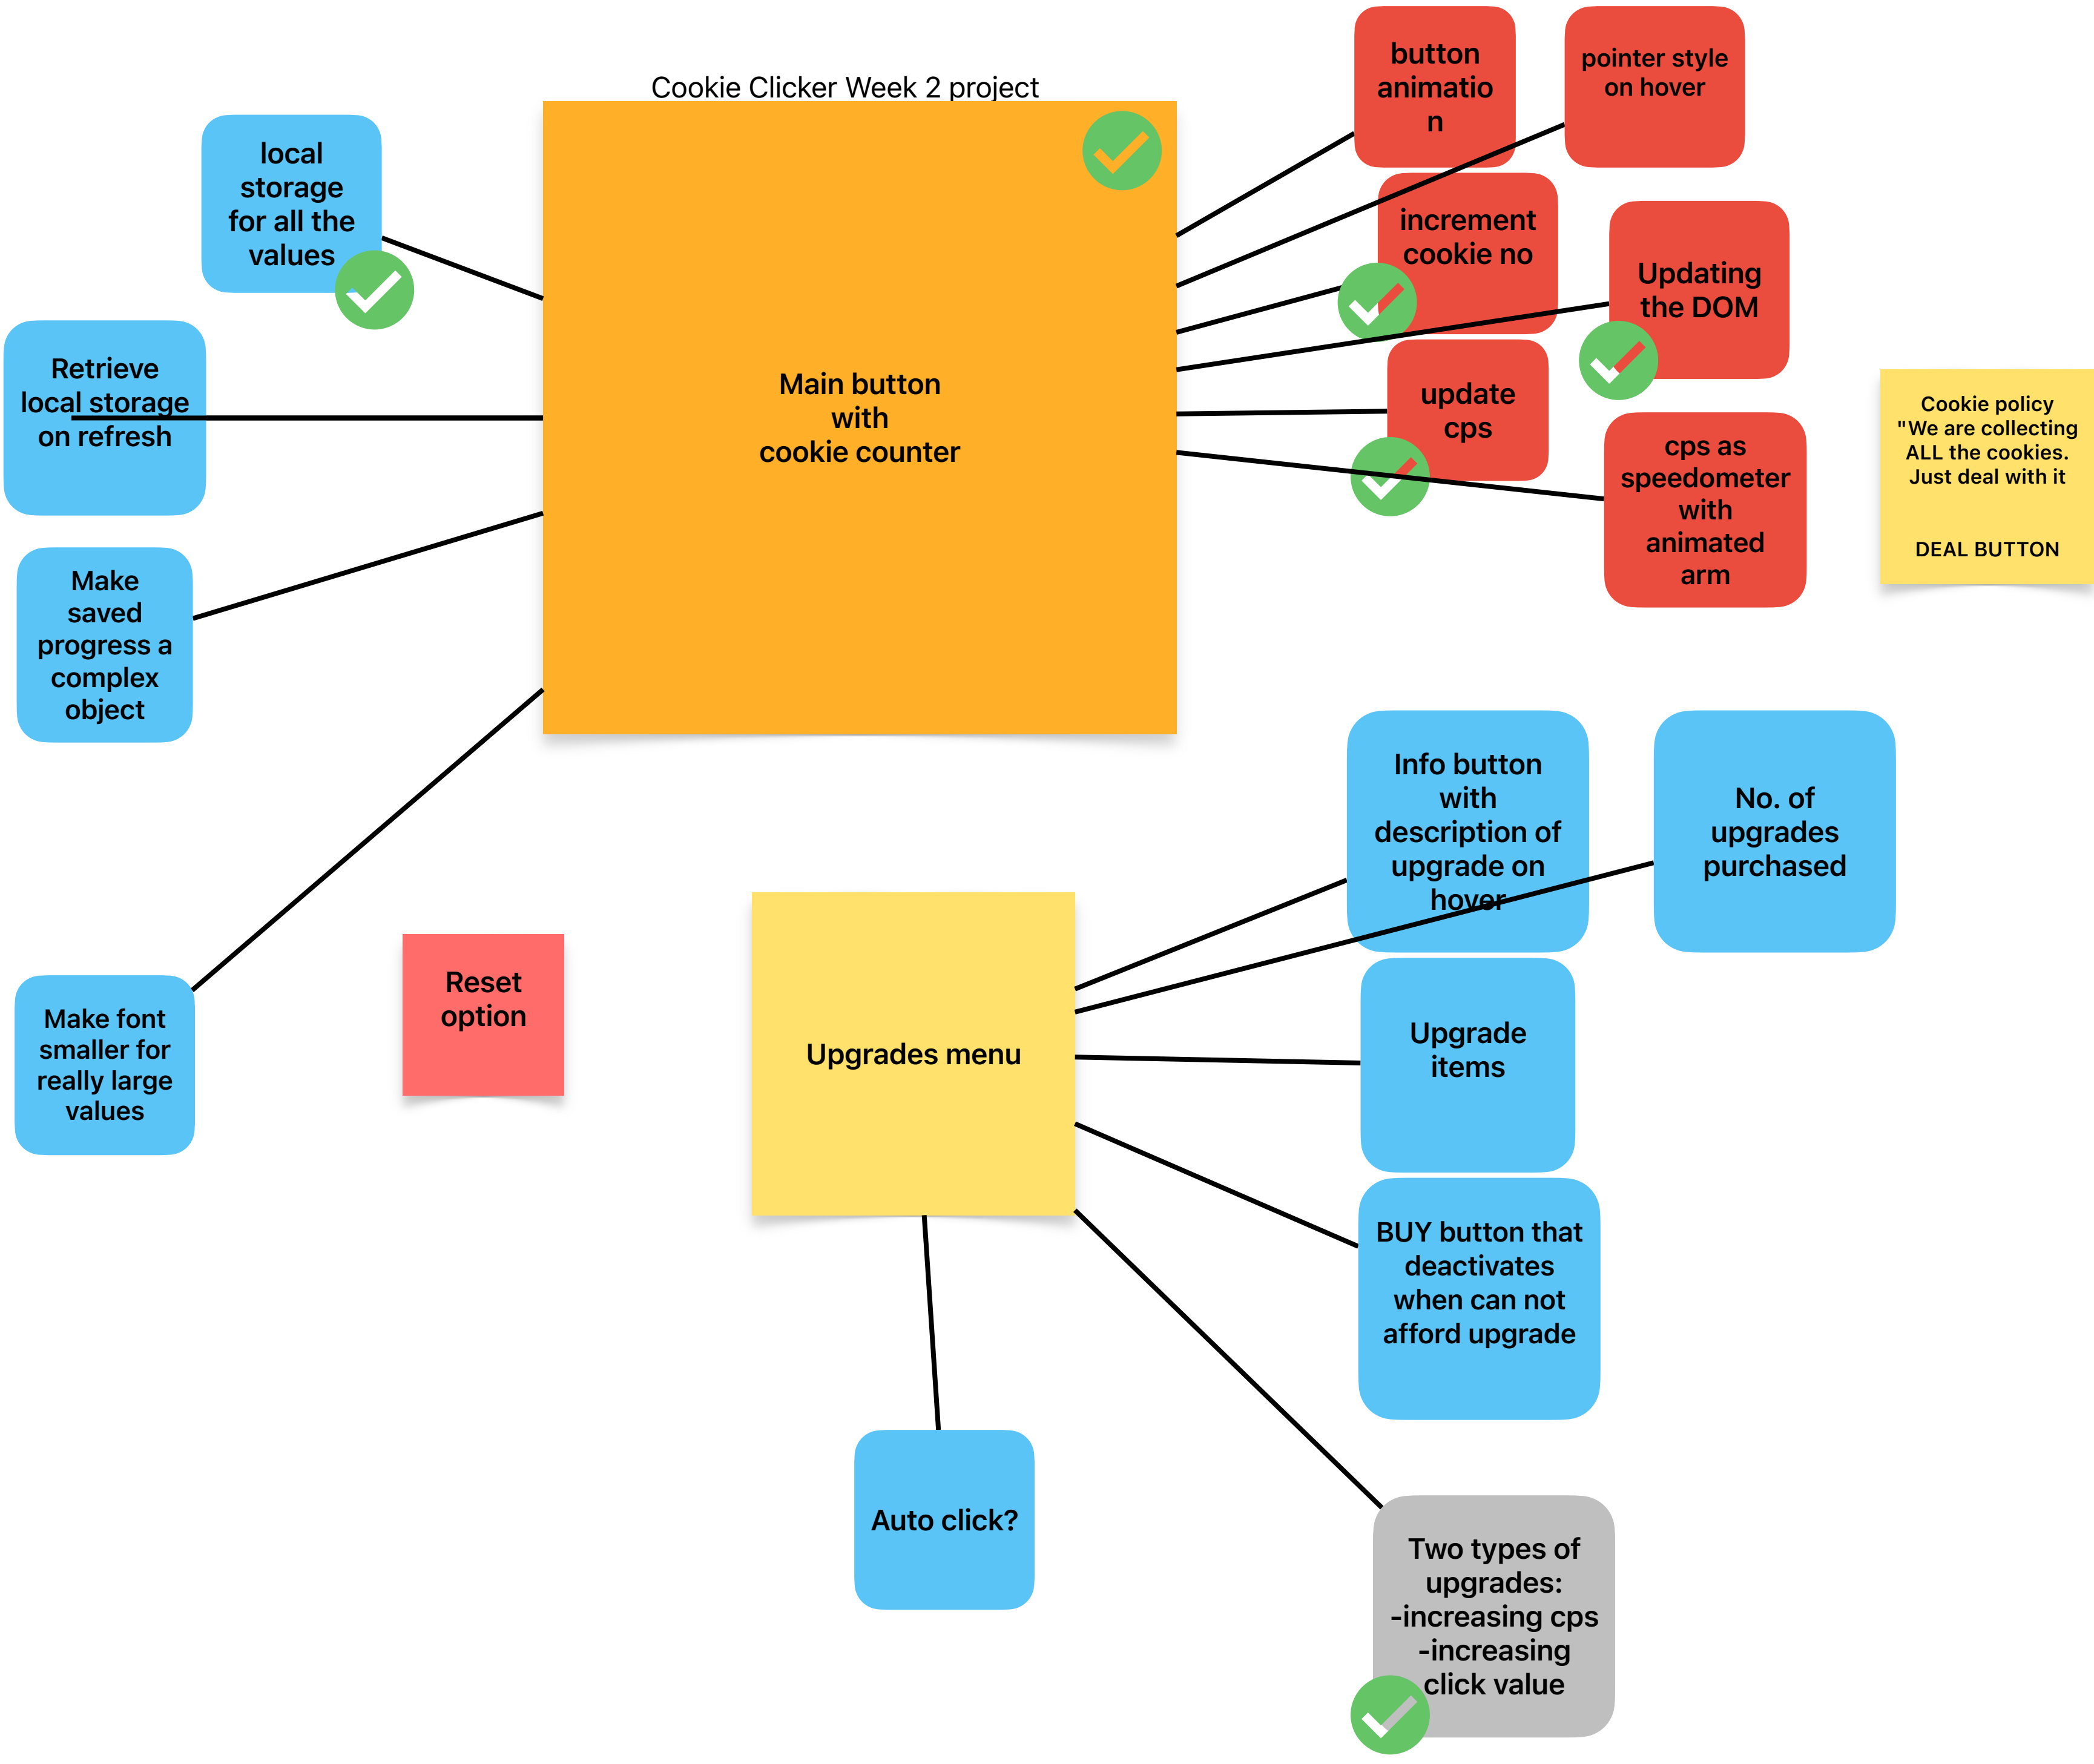 Cookie Clicker Week 2 project
local
storage
for all the
values
Retrieve
local storage
on refresh
Make
saved
progress a
complex
object
Make font
smaller for
really large
values
Main button
with
cookie counter
button
animatio
n
pointer style
on hover
increment
cookie no
Updating
the DOM
update
cps
cps as
speedometer
with
animated
arm
Cookie policy
"We are collecting
ALL the cookies.
Just deal with it
DEAL BUTTON
Reset
option
Upgrades menu
Info button
with
description of
upgrade on
hover
No. of
upgrades
purchased
Upgrade
items
BUY button that
deactivates
when can not
afford upgrade
Auto click?
Two types of
upgrades:
-increasing cps
-increasing
click value